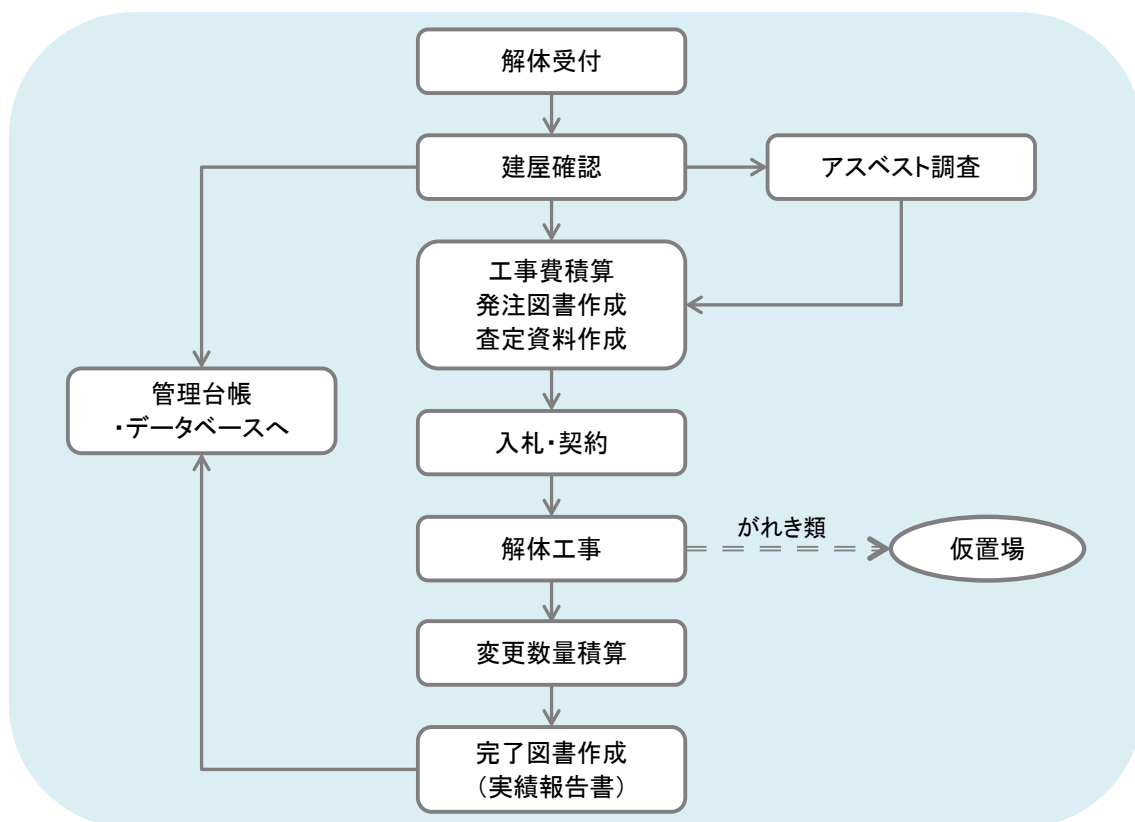 解体受付
建屋確認
アスベスト調査
工事費積算
発注図書作成
査定資料作成
管理台帳
・データベースへ
入札・契約
解体工事
がれき類
仮置場
変更数量積算
完了図書作成
（実績報告書）